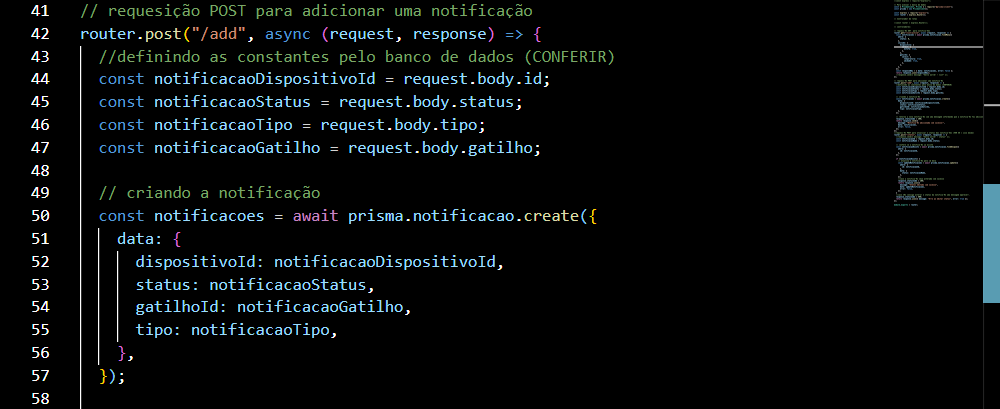 41 // requesição POST para adicionar uma notificação
42 router.post("/add", async (request, response) => {
43 //definindo as constantes pelo banco de dados (CONFERIR)
44 const notificacaoDispositivoId = request.body.id;
45 const notificacaoStatus = request.body.status;
46 const notificacaoTipo = request.body.tipo;
47 const notificacaoGatilho = request.body.gatilho;
48
49 // criando a notificação
50 const notificacoes = await prisma.notificacao.create({
51 data: {
52 dispositivoId: notificacaoDispositivoId,
53 status: notificacaoStatus,
54 gatilhoId: notificacaoGatilho,
55 tipo: notificacaoTipo,
56 },
57 });
58